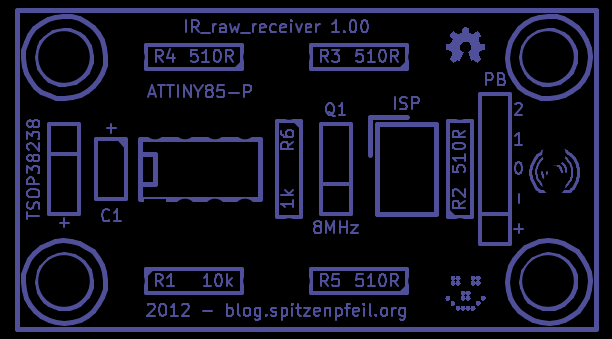 IR_raw_receiver 1.00
R4 510R
R3 510R
ATTINY85-P
PB
Q1
ISP
TSOP38238
+
+
C1
R6
1k
8MHz
R2 510R
2
1
0
-
+
R1 10k
R5 510R
2012 - blog.spitzenpfeil.org